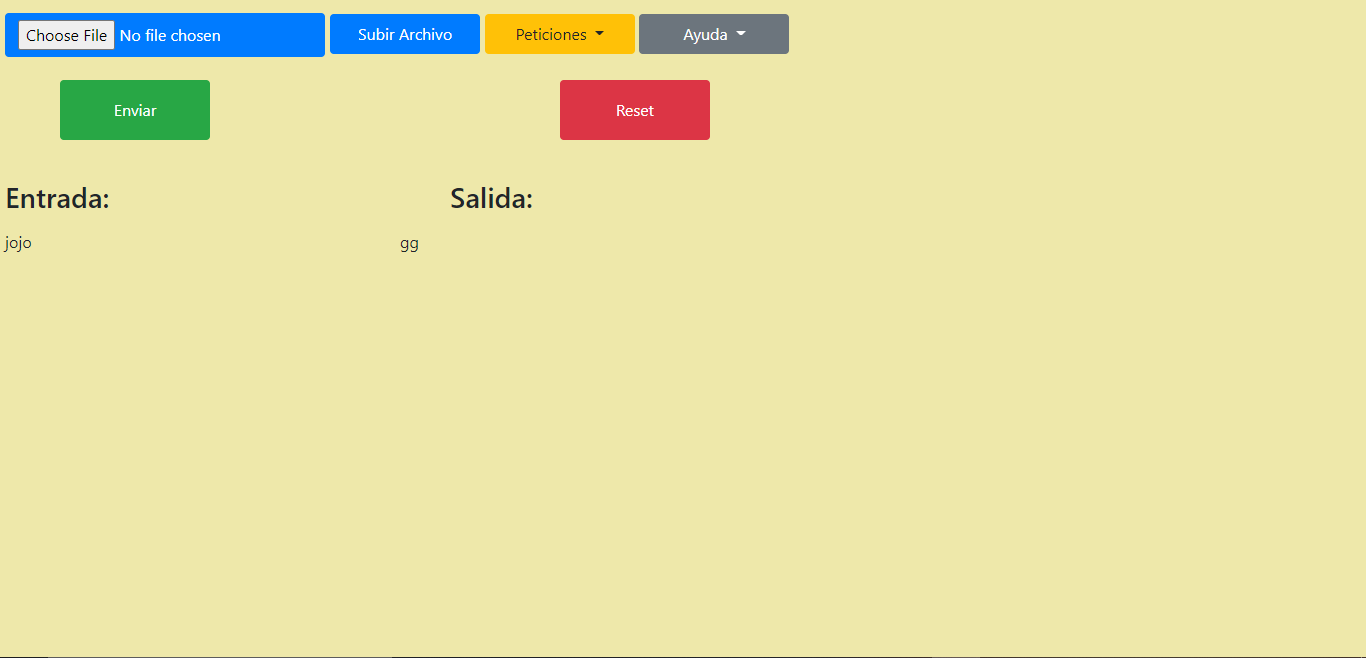 Choose File No file chosen Subir Archivo Peticiones Ayuda
Enviar Reset
Entrada: Salida:
jojo gg